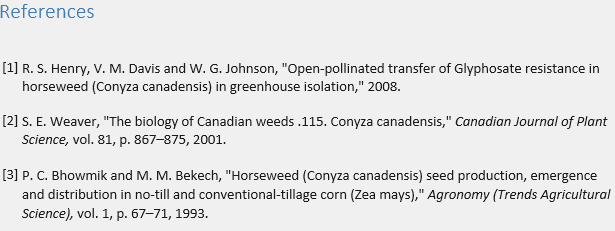 References
[1] R. S. Henry, V. M. Davis and W. G. Johnson, "Open-pollinated transfer of Glyphosate resistance in
horseweed (Conyza canadensis) in greenhouse isolation," 2008.
[2] S. E. Weaver, "The biology of Canadian weeds .115. Conyza canadensis," Canadian Journal of Plant
Science, vol. 81, p. 867–875, 2001.
[3] P. C. Bhowmik and M. M. Bekech, "Horseweed (Conyza canadensis) seed production, emergence
and distribution in no-till and conventional-tillage corn (Zea mays)," Agronomy (Trends Agricultural
Science), vol. 1, p. 67–71, 1993.